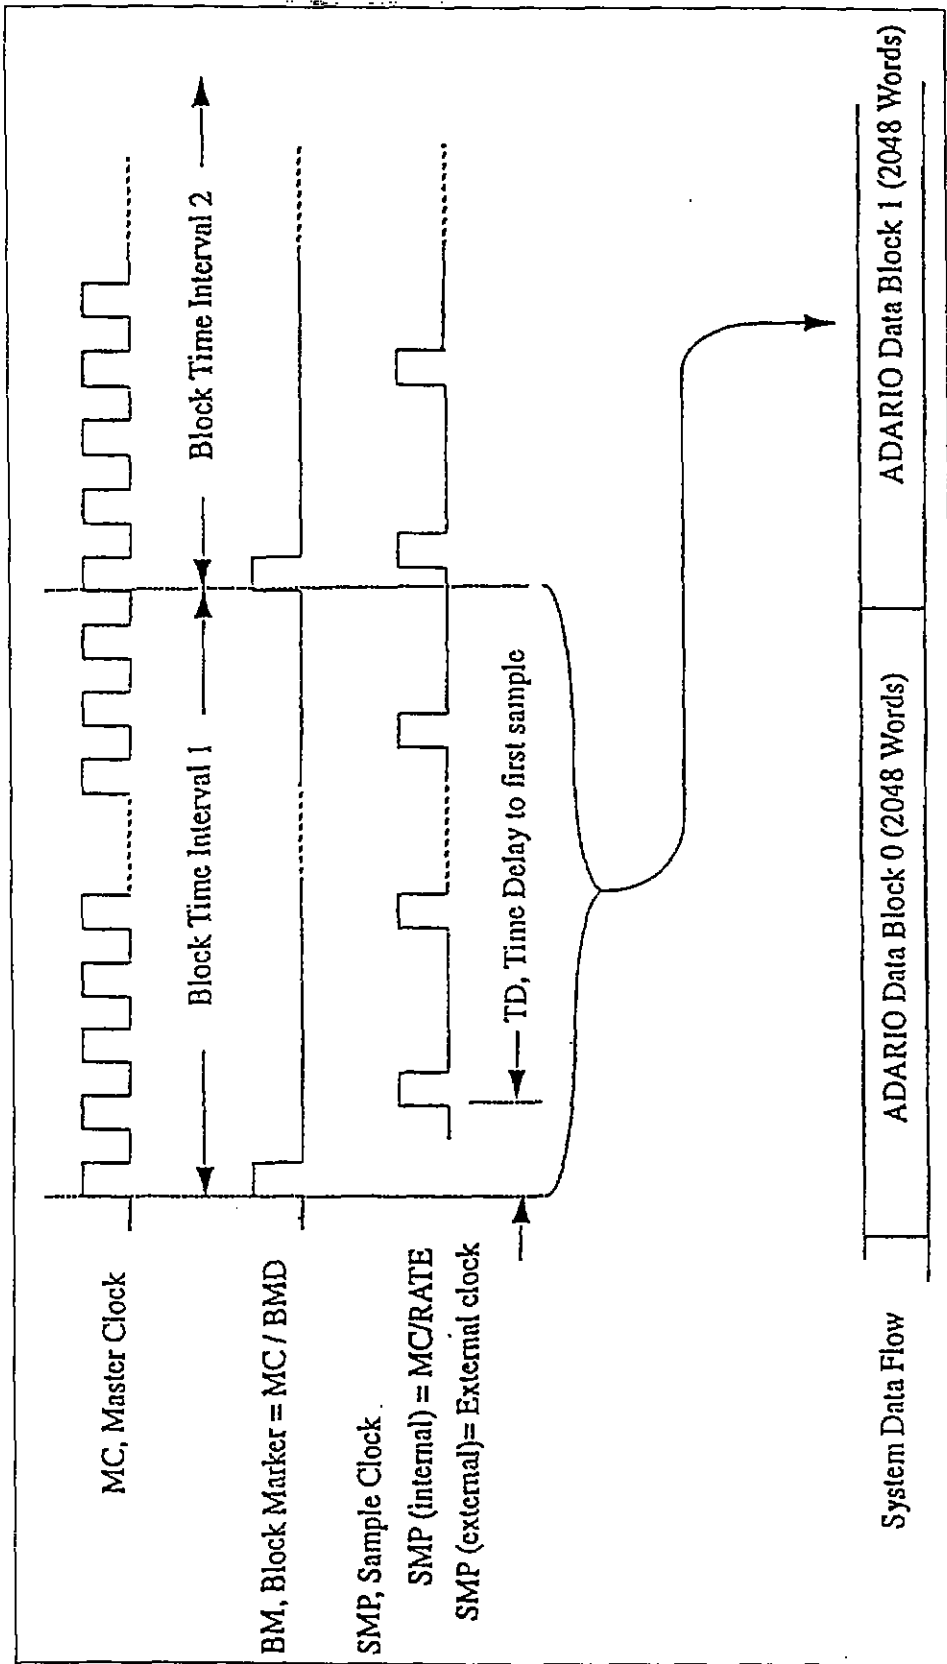 MC, Master Clock
Block Time Interval 1
Block Time Interval 2
BM, Block Marker = MC / BMD
SMP, Sample Clock
SMP (internal) = MC/RATE
SMP (external)= External clock
TD, Time Delay to first sample
System Data Flow
ADARIO Data Block 0 (2048 Words)
ADARIO Data Block 1 (2048 Words)